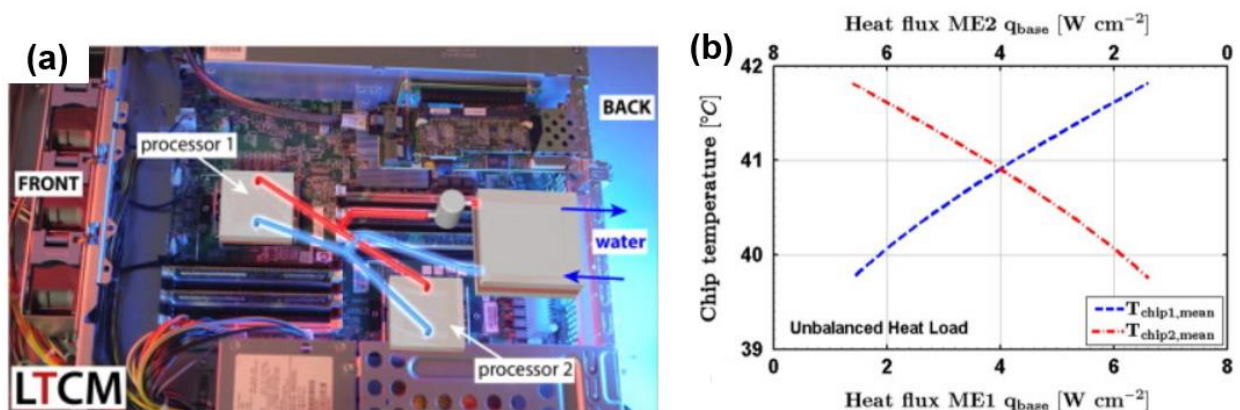 (a)
BACK
processor 1
FRONT
water
processor 2
LTCM
(b)
Heat flux ME2 q_base [W cm⁻²]
8 6 4 2 0
Chip temperature [°C]
42
41
40
39
Unbalanced Heat Load
T_chip1,mean
T_chip2,mean
0 2 4 6 8
Heat flux ME1 q_base [W cm⁻²]